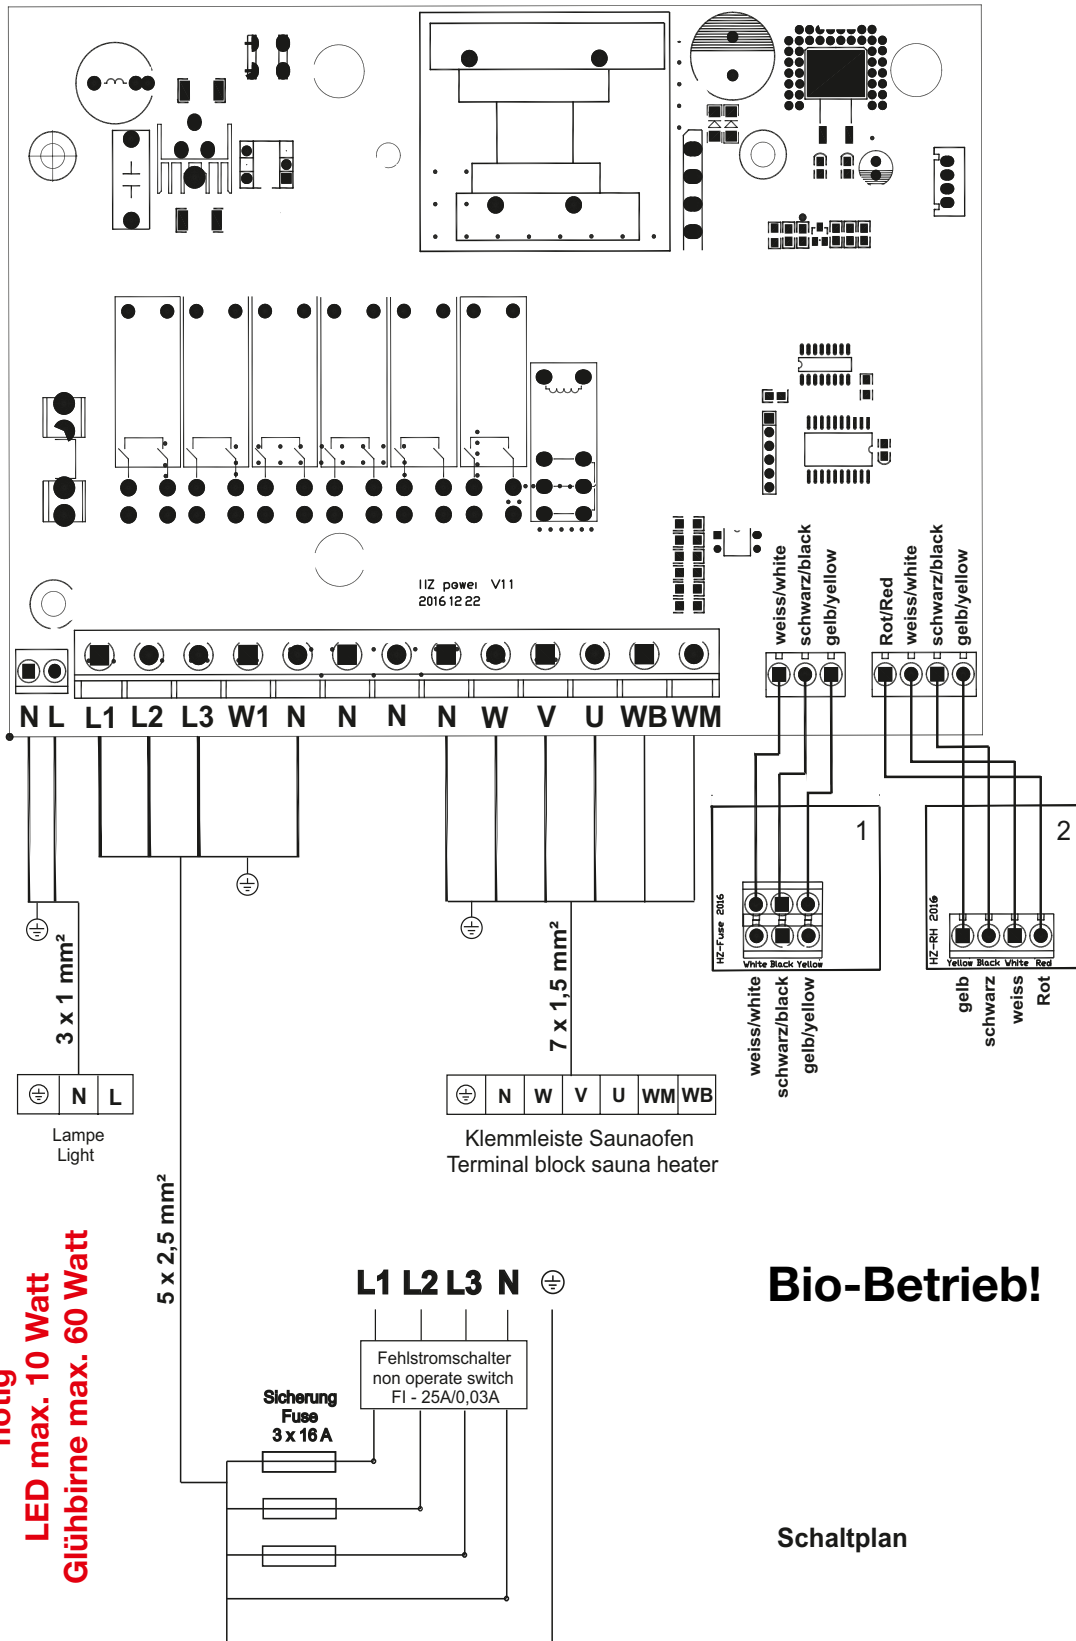 IIZ power V11
2016 12 22
weiss/white
schwarz/black
gelb/yellow
Rot/Red
weiss/white
schwarz/black
gelb/yellow
N L L1 L2 L3 W1 N N N N W V U WB WM
1
HZ-Fuse 2016
White Black Yellow
weiss/white
schwarz/black
gelb/yellow
2
HZ-RH 2016
Yellow Black White Red
gelb
schwarz
weiss
Rot
3 x 1 mm²
7 x 1,5 mm²
N L
Lampe
Light
N W V U WM WB
Klemmleiste Saunaofen
Terminal block sauna heater
5 x 2,5 mm²
nötig
LED max. 10 Watt
Glühbirne max. 60 Watt
L1 L2 L3 N
Fehlstromschalter
non operate switch
FI - 25A/0,03A
Sicherung
Fuse
3 x 16 A
Bio-Betrieb!
Schaltplan